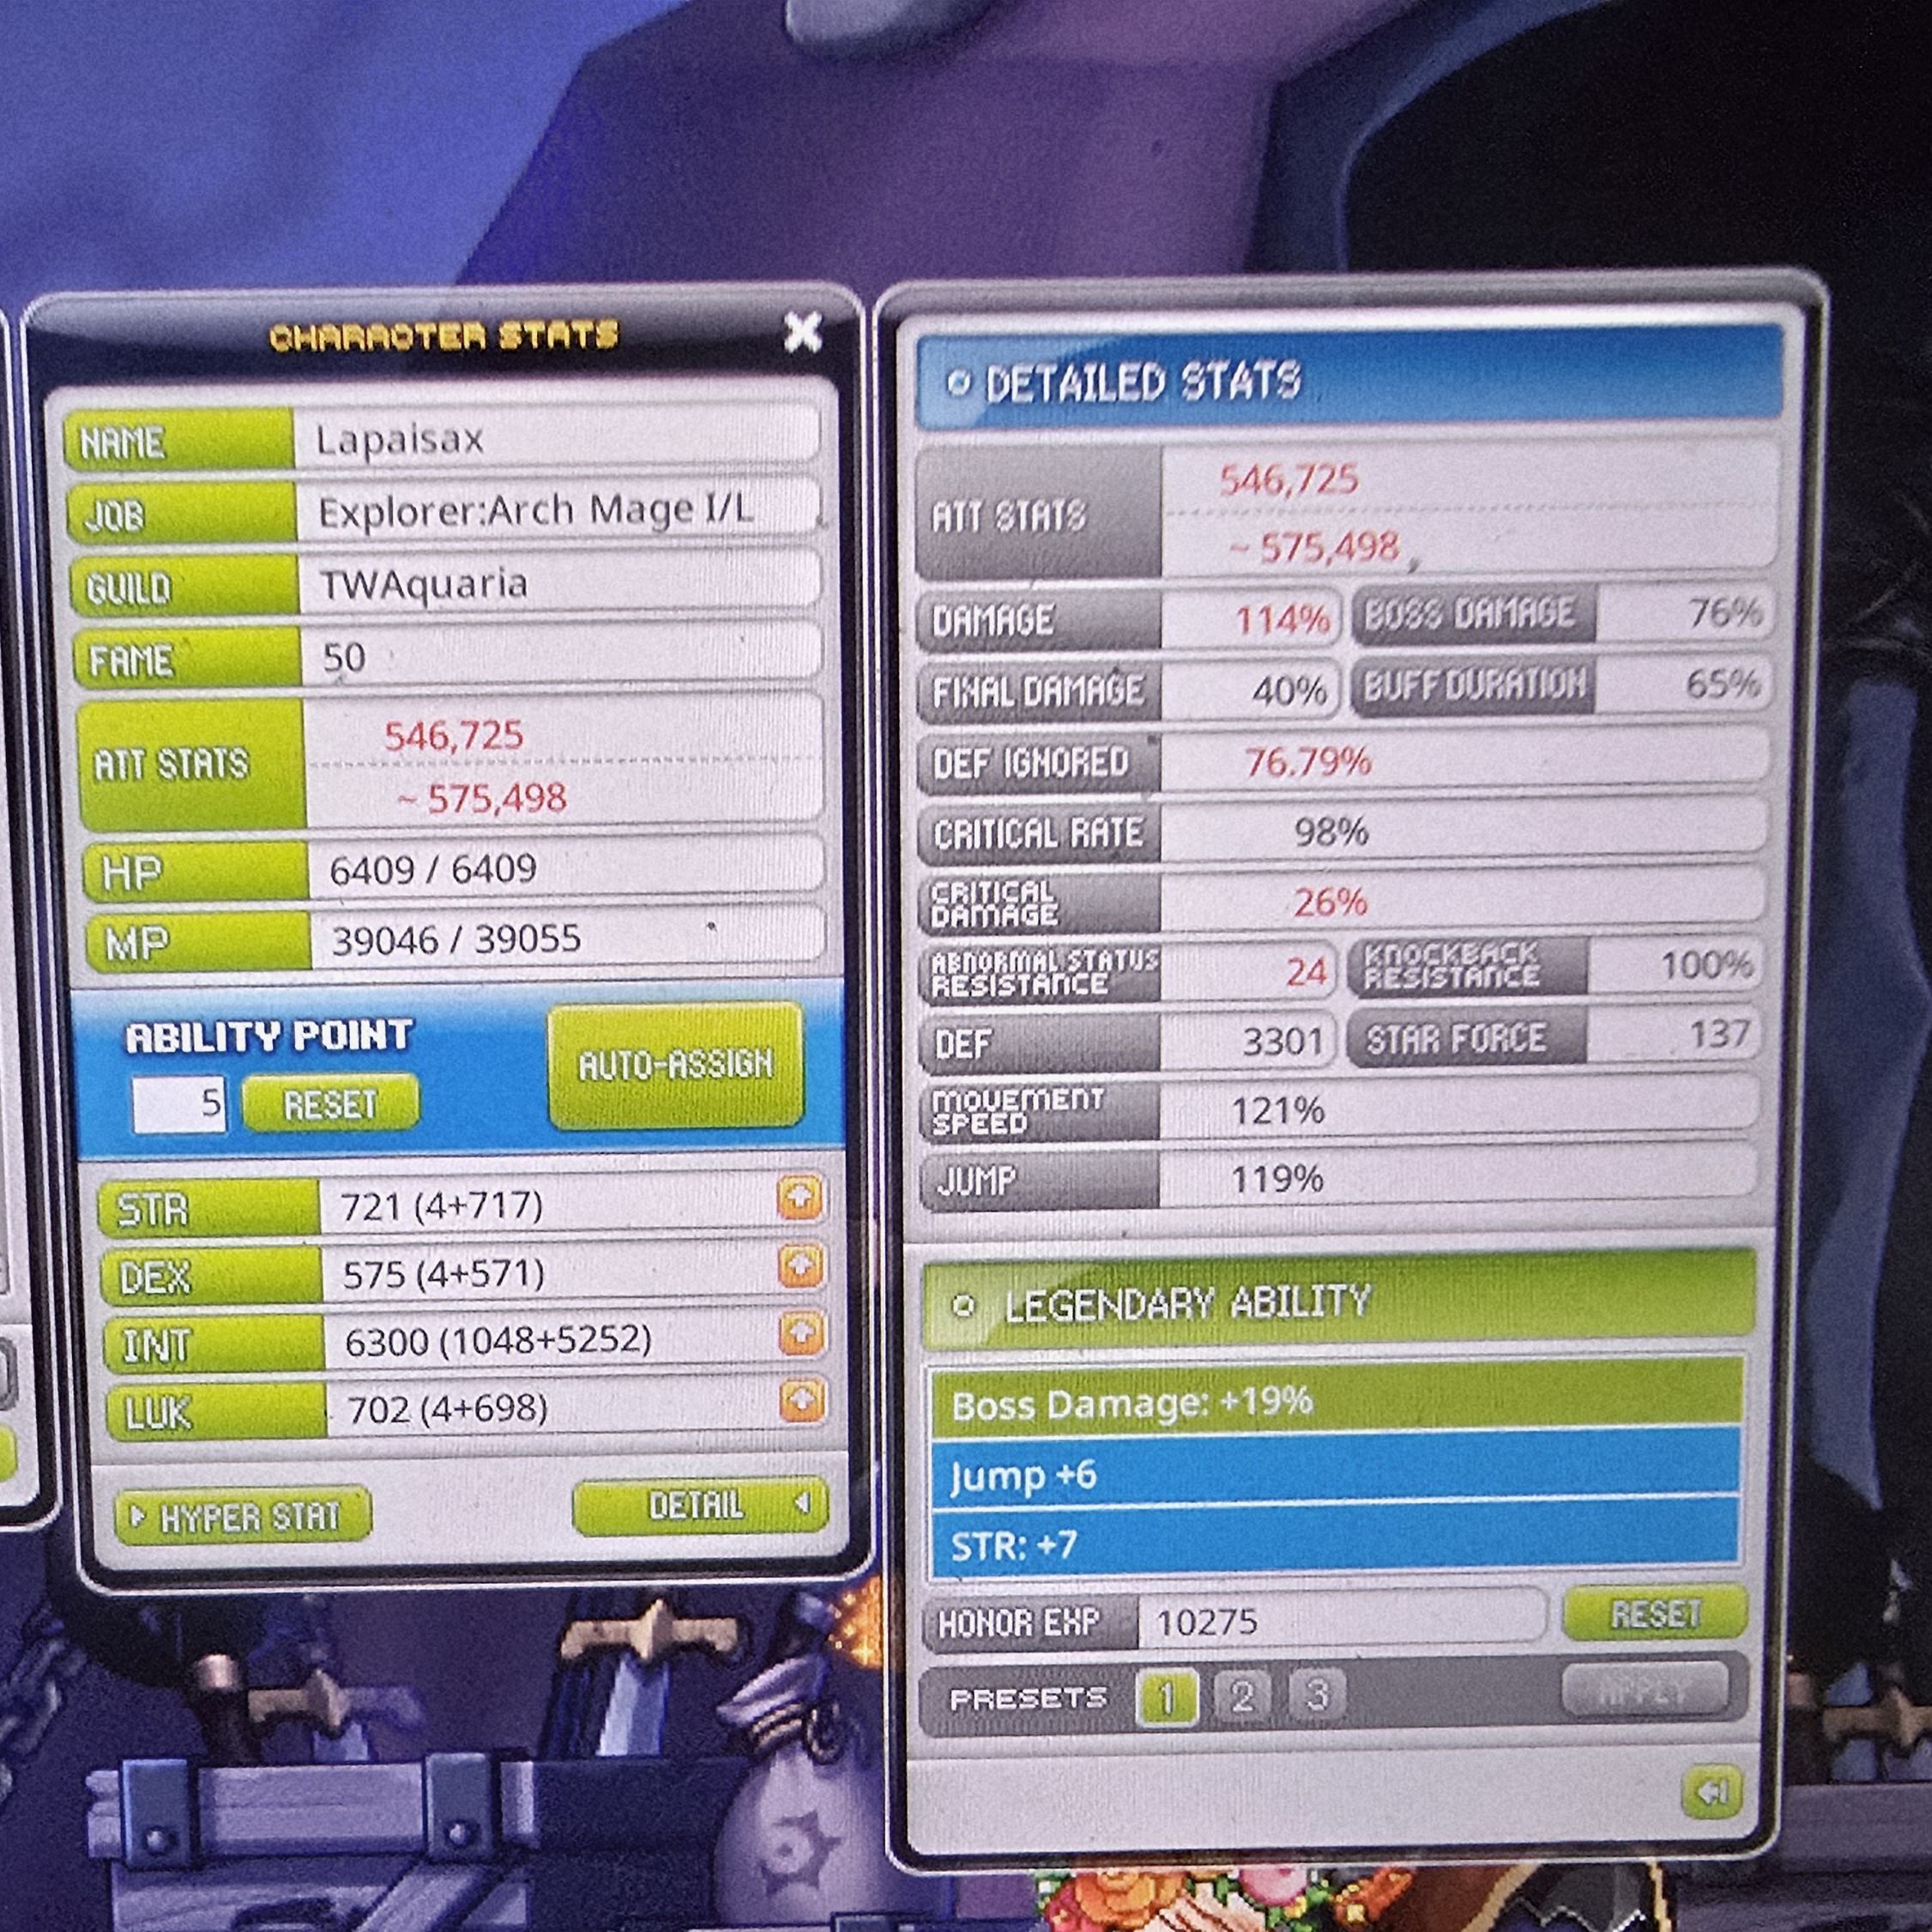 CHARACTER STATS
NAME Lapaisax
JOB Explorer:Arch Mage I/L
GUILD TWAquaria
FAME 50
ATT STATS 546,725
~ 575,498
HP 6409 / 6409
MP 39046 / 39055
ABILITY POINT
5 RESET AUTO-ASSIGN
STR 721 (4+717)
DEX 575 (4+571)
INT 6300 (1048+5252)
LUK 702 (4+698)
HYPER STAT DETAIL
DETAILED STATS
ATT STATS 546,725
~ 575,498
DAMAGE 114% BOSS DAMAGE 76%
FINAL DAMAGE 40% BUFF DURATION 65%
DEF IGNORED 76.79%
CRITICAL RATE 98%
CRITICAL DAMAGE 26%
ABNORMAL STATUS RESISTANCE 24 KNOCKBACK RESISTANCE 100%
DEF 3301 STAR FORCE 137
MOVEMENT SPEED 121%
JUMP 119%
LEGENDARY ABILITY
Boss Damage: +19%
Jump +6
STR: +7
HONOR EXP 10275 RESET
PRESETS 1 2 3 APPLY